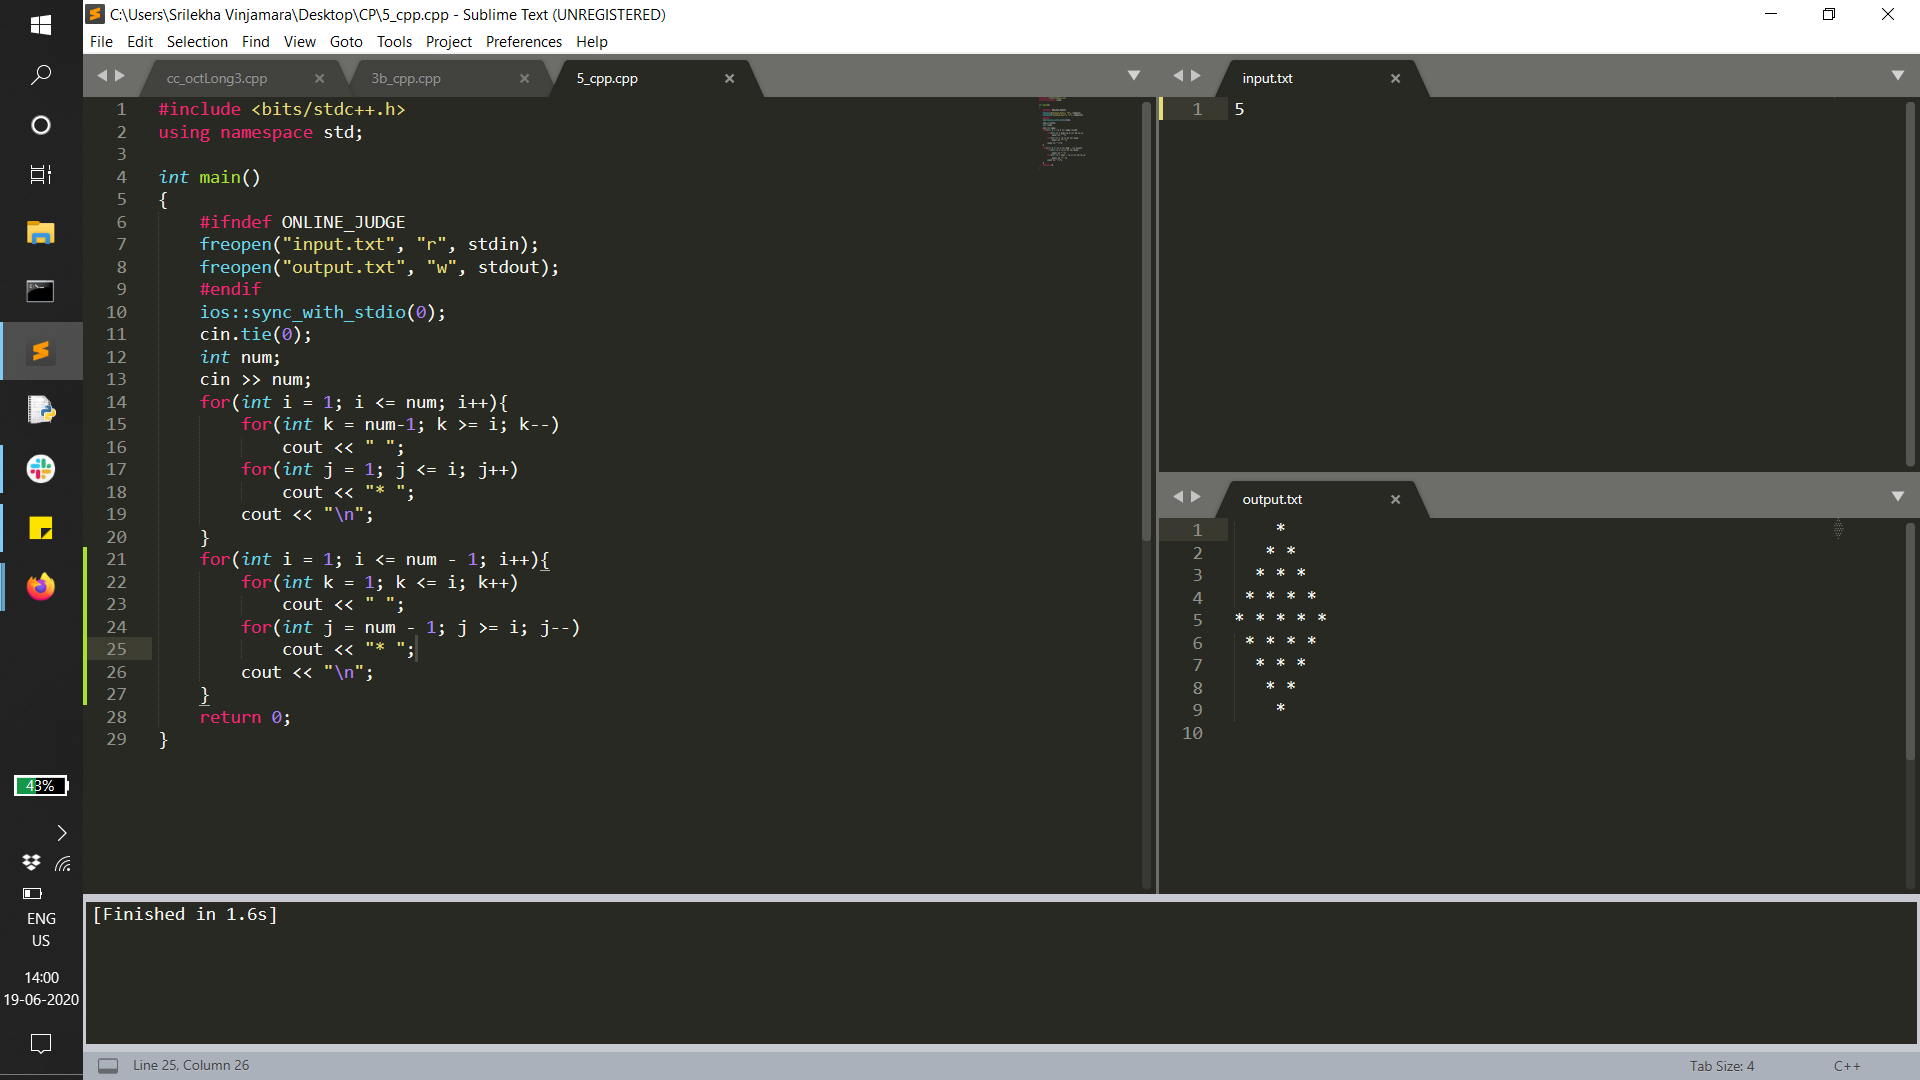 C:\Users\Srilekha Vinjamara\Desktop\CP\5_cpp.cpp - Sublime Text (UNREGISTERED)
File Edit Selection Find View Goto Tools Project Preferences Help
cc_octLong3.cpp 3b_cpp.cpp 5_cpp.cpp
1 #include <bits/stdc++.h>
2 using namespace std;
3
4 int main()
5 {
6     #ifndef ONLINE_JUDGE
7     freopen("input.txt", "r", stdin);
8     freopen("output.txt", "w", stdout);
9     #endif
10     ios::sync_with_stdio(0);
11     cin.tie(0);
12     int num;
13     cin >> num;
14     for(int i = 1; i <= num; i++){
15         for(int k = num-1; k >= i; k--)
16             cout << " ";
17         for(int j = 1; j <= i; j++)
18             cout << "* ";
19         cout << "\n";
20     }
21     for(int i = 1; i <= num - 1; i++){
22         for(int k = 1; k <= i; k++)
23             cout << " ";
24         for(int j = num - 1; j >= i; j--)
25             cout << "* ";
26         cout << "\n";
27     }
28     return 0;
29 }
input.txt
1 5
output.txt
1     *
2    * *
3   * * *
4  * * * *
5 * * * * *
6  * * * *
7   * * *
8    * *
9     *
10
[Finished in 1.6s]
43%
ENG
US
14:00
19-06-2020
Line 25, Column 26 Tab Size: 4 C++